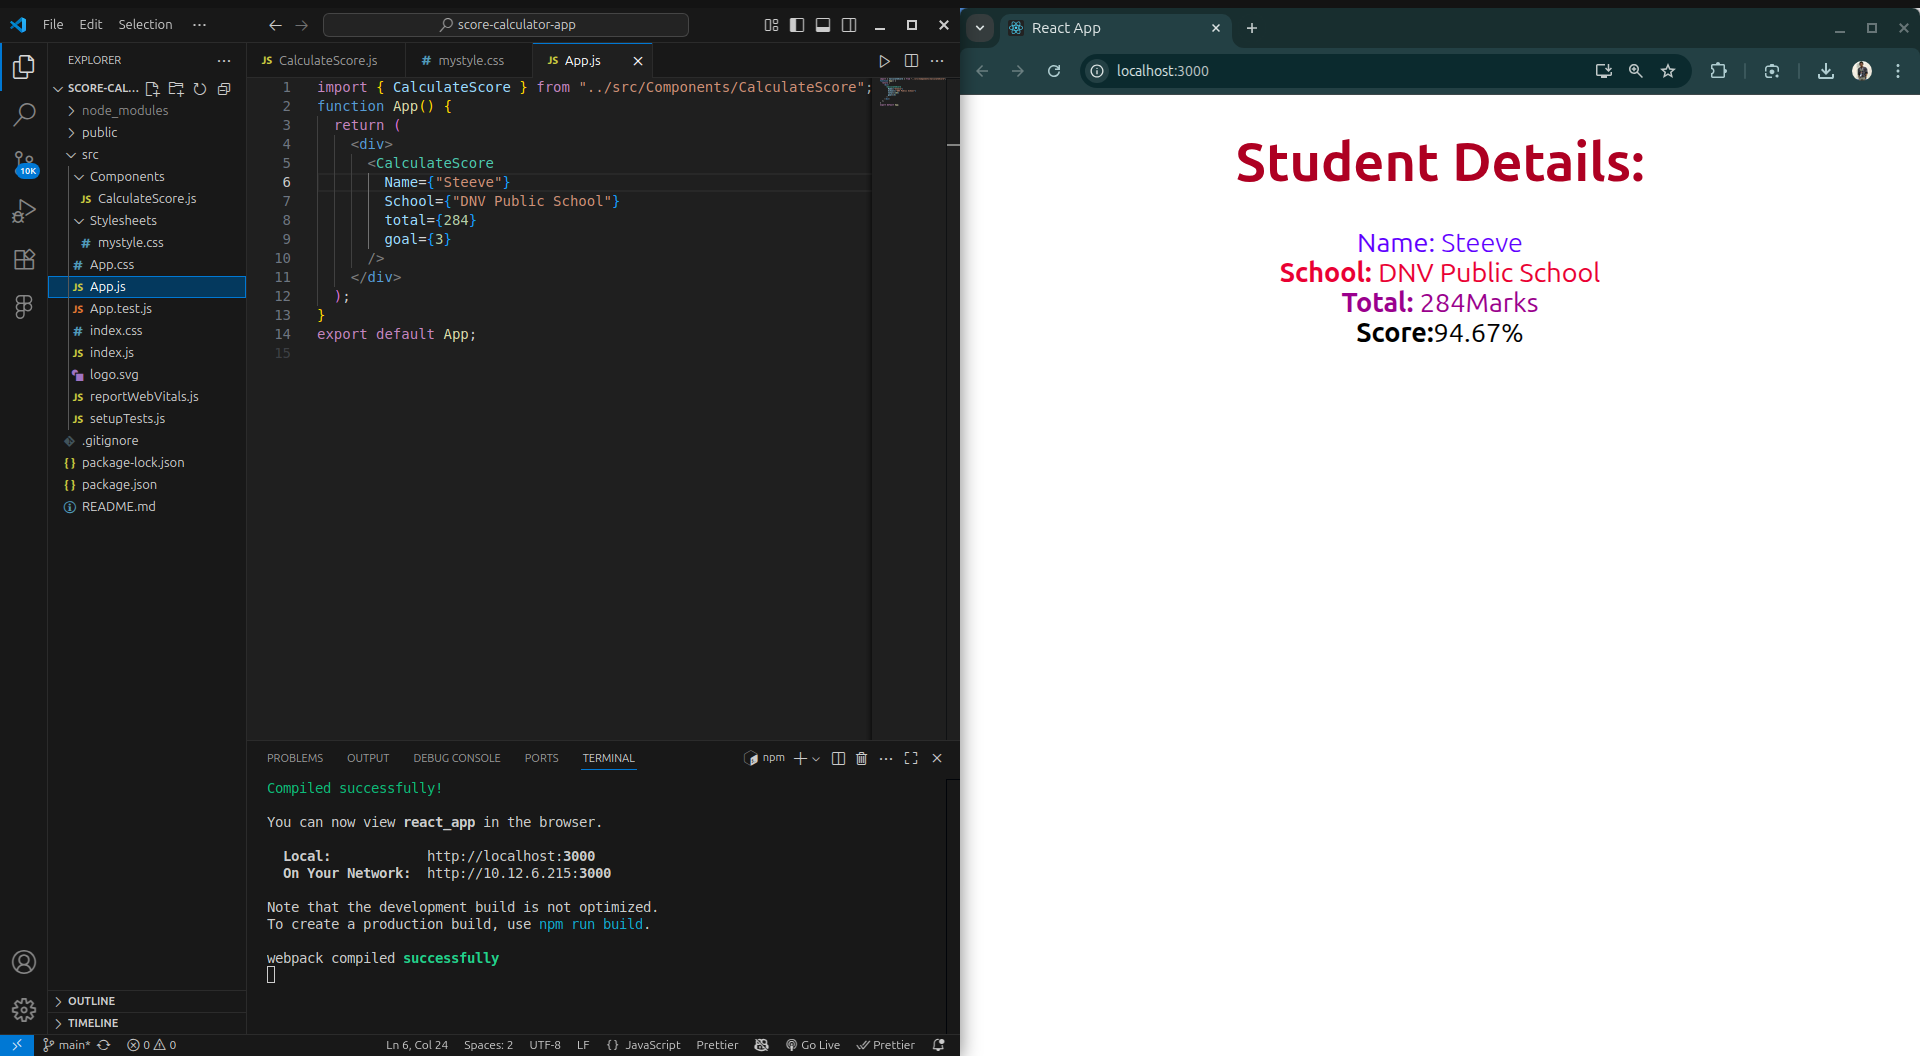 File Edit Selection ···
score-calculator-app
EXPLORER ···
SCORE-CAL...
node_modules
public
src
Components
JS CalculateScore.js
Stylesheets
# mystyle.css
# App.css
JS App.js
JS App.test.js
# index.css
JS index.js
logo.svg
JS reportWebVitals.js
JS setupTests.js
.gitignore
{} package-lock.json
{} package.json
README.md
OUTLINE
TIMELINE
10K
JS CalculateScore.js # mystyle.css JS App.js
1 import { CalculateScore } from "../src/Components/CalculateScore";
2 function App() {
3 return (
4 <div>
5 <CalculateScore
6 Name={"Steeve"}
7 School={"DNV Public School"}
8 total={284}
9 goal={3}
10 />
11 </div>
12 );
13 }
14 export default App;
15
PROBLEMS OUTPUT DEBUG CONSOLE PORTS TERMINAL npm
Compiled successfully!
You can now view react_app in the browser.
Local: http://localhost:3000
On Your Network: http://10.12.6.215:3000
Note that the development build is not optimized.
To create a production build, use npm run build.
webpack compiled successfully
main* 0 0 Ln 6, Col 24 Spaces: 2 UTF-8 LF {} JavaScript Prettier Go Live Prettier
React App
localhost:3000
Student Details:
Name: Steeve
School: DNV Public School
Total: 284Marks
Score:94.67%